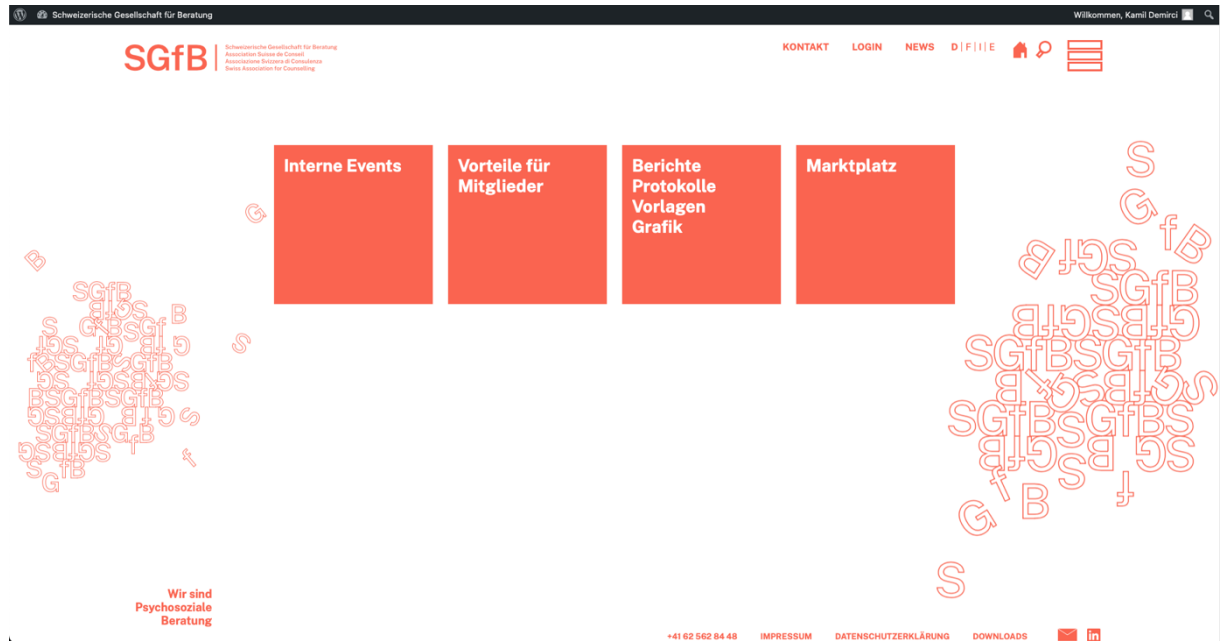 Schweizerische Gesellschaft für Beratung
Willkommen, Kamil Demirci
SGfB
Schweizerische Gesellschaft für Beratung
Association Suisse de Conseil
Associazione Svizzera di Consulenza
Swiss Association for Counselling
KONTAKT LOGIN NEWS D|F|I|E
Interne Events
Vorteile für
Mitglieder
Berichte
Protokolle
Vorlagen
Grafik
Marktplatz
Wir sind
Psychosoziale
Beratung
+41 62 562 84 48 IMPRESSUM DATENSCHUTZERKLÄRUNG DOWNLOADS
in